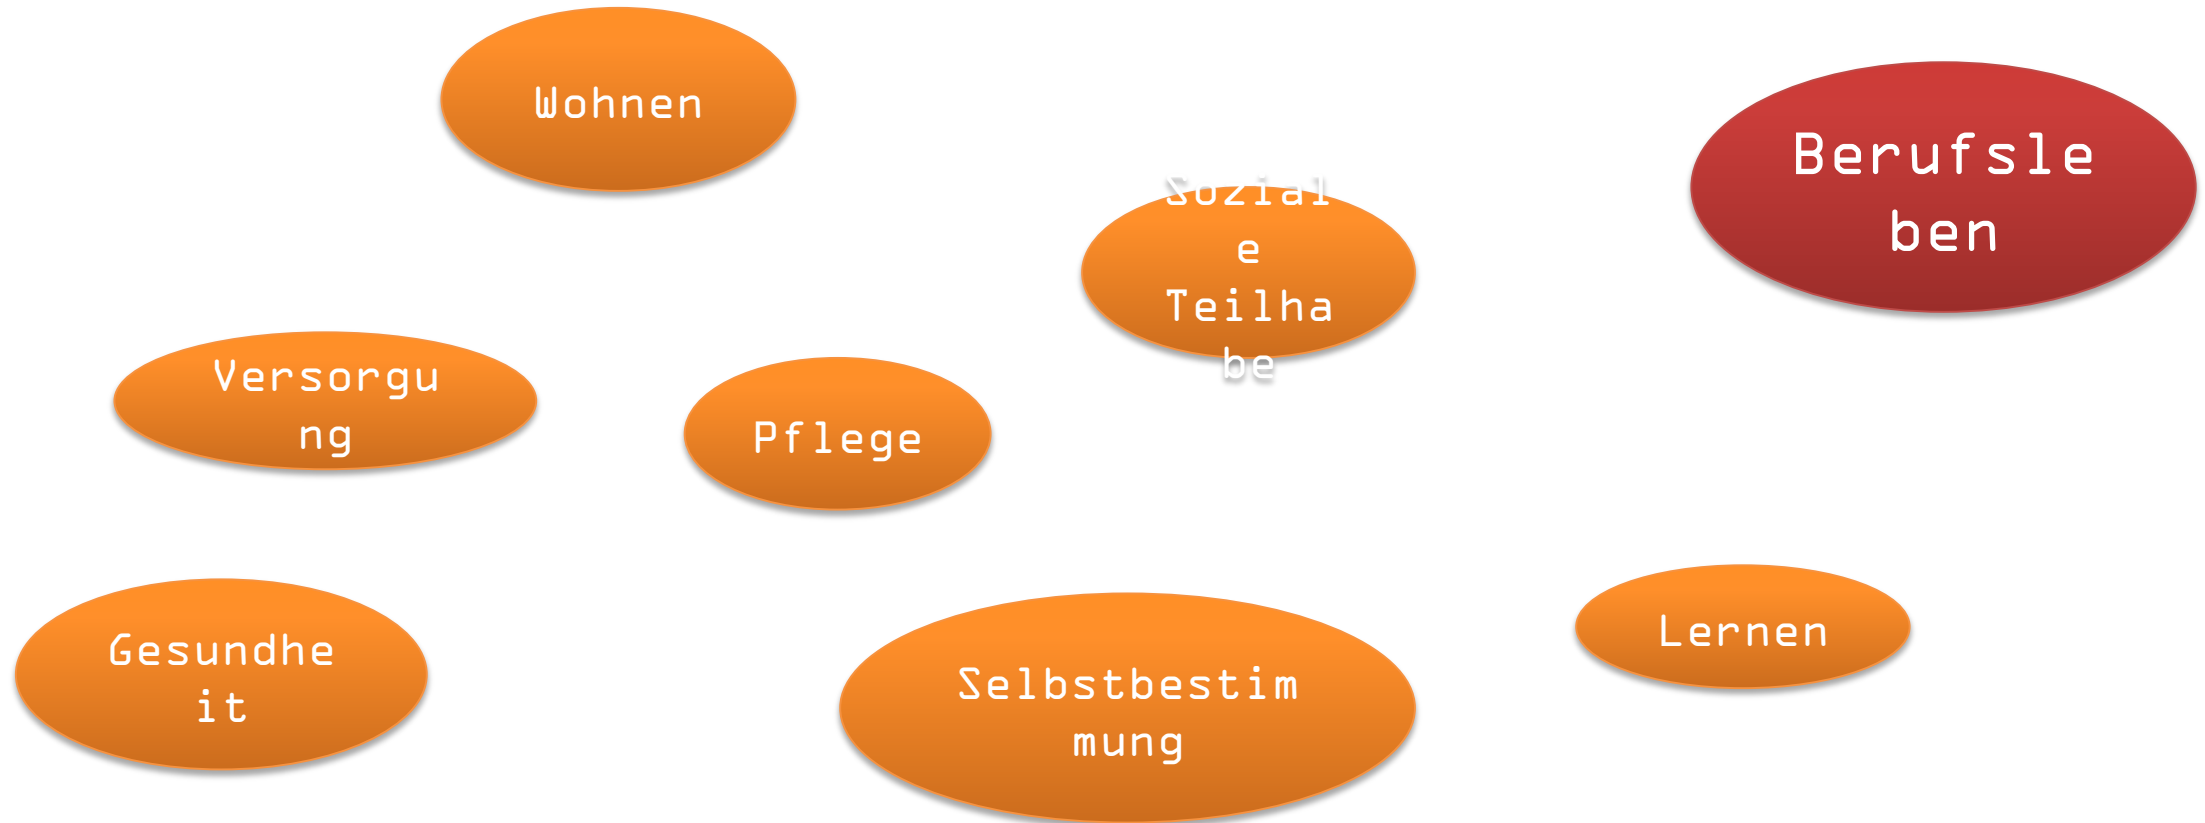 Wohnen
Berufsle
ben
Sozial
e
Teilha
be
Versorgu
ng
Pflege
Gesundhe
it
Selbstbestim
mung
Lernen